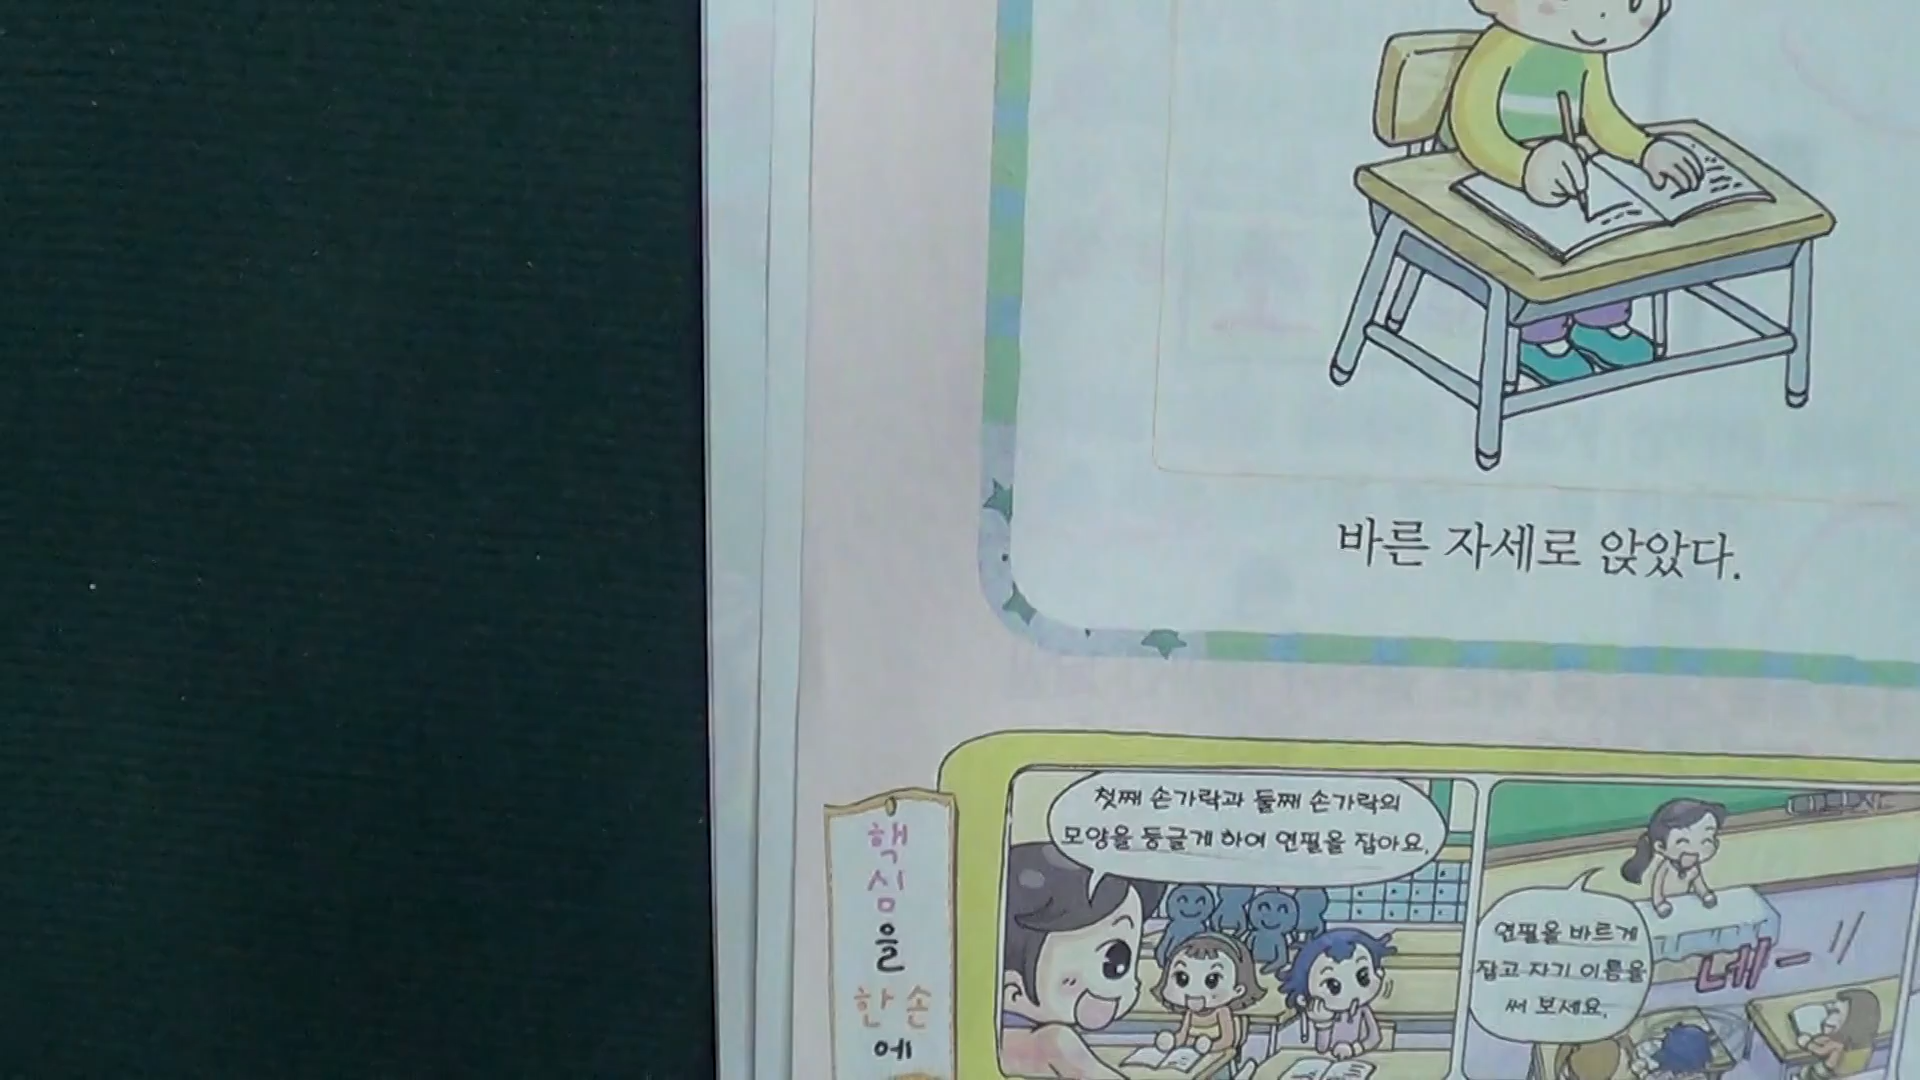 바른 자세로 앉았다.
첫째 손가락과 둘째 손가락의
모양을 둥글게 하여 연필을 잡아요.
연필을 바르게
잡고 자기 이름을
써 보세요.
네-
핵
심
을
한 손
에